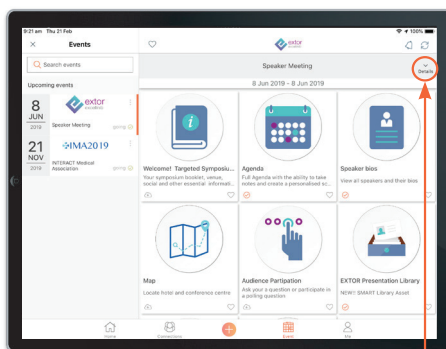 9:21 am Thu 21 Feb
100%
Events
extor
Search events
Speaker Meeting
Details
8 Jun 2019 - 8 Jun 2019
Upcoming events
8
JUN
2019
extor
Speaker Meeting
going
21
NOV
2019
IMA2019
INTERACT Medical
Association
going
Welcome! Targeted Symposiu...
Your symposium booklet, venue,
social and other essential informati...
Agenda
Full Agenda with the ability to take
notes and create a personalised sc...
Speaker bios
View all speakers and their bios
Map
Locate hotel and conference centre
Audience Partipation
Ask your a question or participate in
a polling question
EXTOR Presentation Library
NEW!! SMART Library Asset
Home
Connections
Event
Me